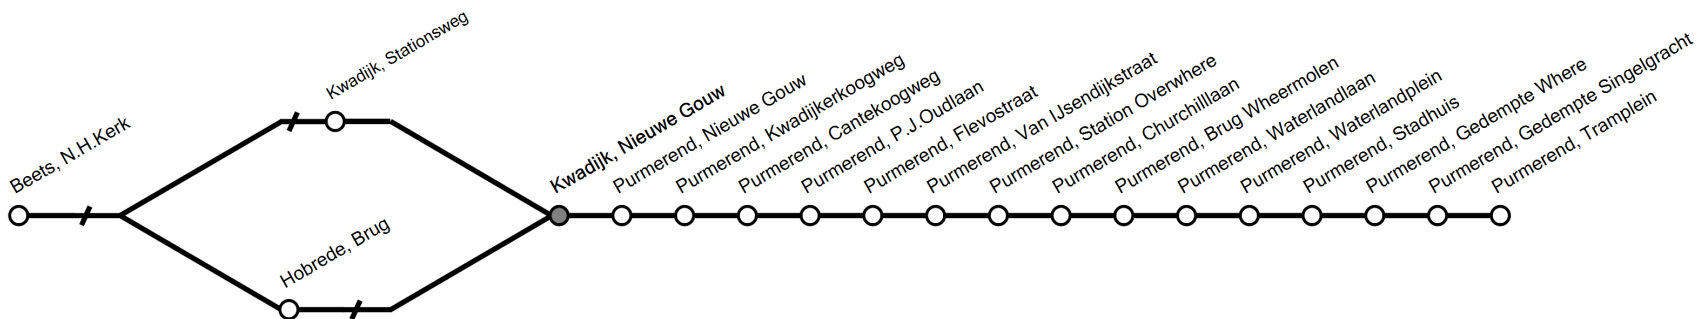 Beets, N.H.Kerk
Kwadijk, Stationsweg
Hobrede, Brug
Kwadijk, Nieuwe Gouw
Purmerend, Nieuwe Gouw
Purmerend, Kwadijkerkoogweg
Purmerend, Cantekoogweg
Purmerend, P.J.Oudlaan
Purmerend, Flevostraat
Purmerend, Van IJsendijkstraat
Purmerend, Station Overwhere
Purmerend, Churchilllaan
Purmerend, Brug Wheermolen
Purmerend, Waterlandlaan
Purmerend, Waterlandplein
Purmerend, Stadhuis
Purmerend, Gedempte Where
Purmerend, Gedempte Singelgracht
Purmerend, Tramplein